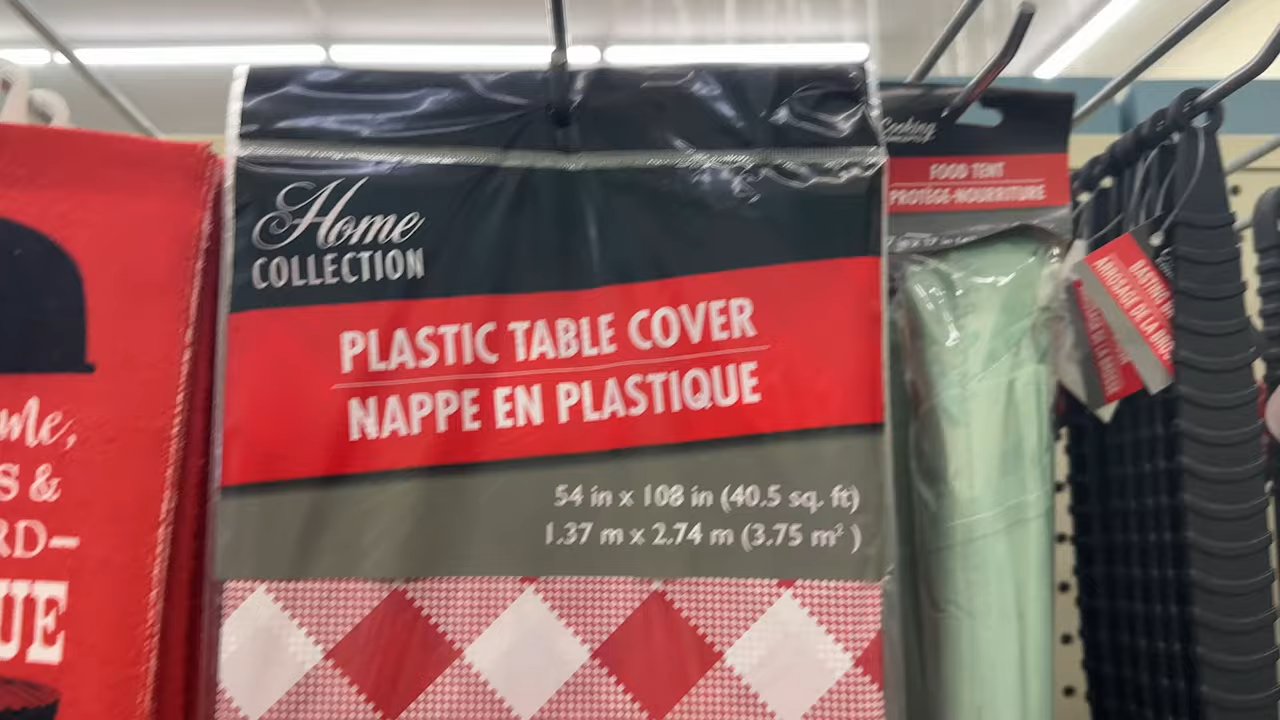 Home
COLLECTION
PLASTIC TABLE COVER
NAPPE EN PLASTIQUE
54 in x 108 in (40.5 sq. ft)
1.37 m x 2.74 m (3.75 m²)
Cooking
FOOD TENT
PROTÈGE-NOURRITURE
S &
RD–
UE